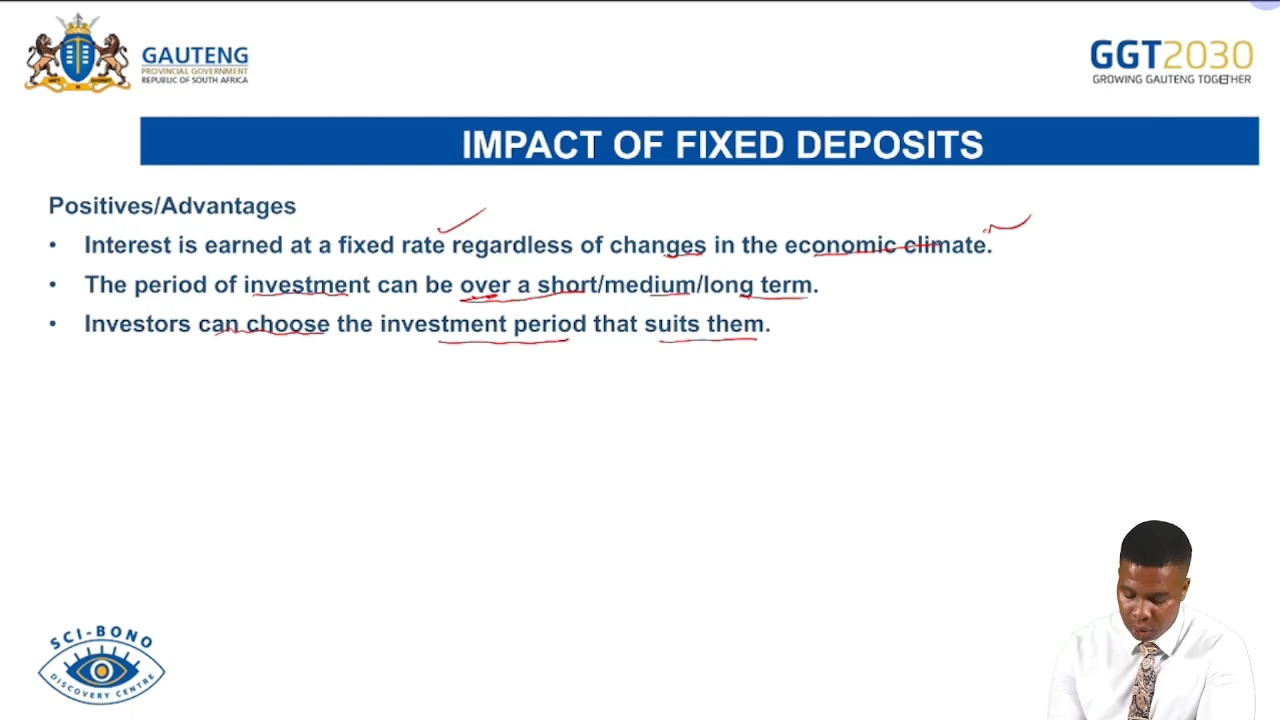 GAUTENG
PROVINCIAL GOVERNMENT
REPUBLIC OF SOUTH AFRICA
GGT2030
GROWING GAUTENG TOGETHER
IMPACT OF FIXED DEPOSITS
Positives/Advantages
• Interest is earned at a fixed rate regardless of changes in the economic climate.
• The period of investment can be over a short/medium/long term.
• Investors can choose the investment period that suits them.
SCI-BONO
DISCOVERY CENTRE